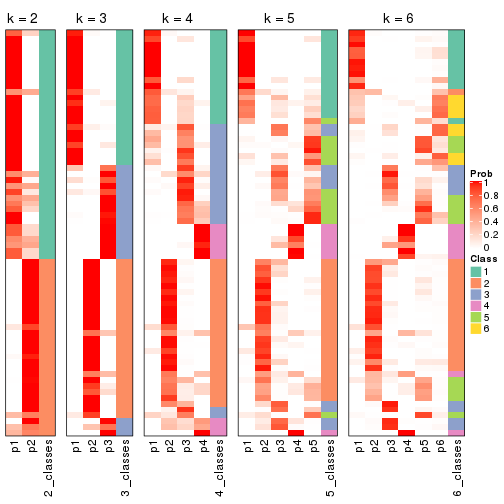 k = 2
k = 3
k = 4
k = 5
k = 6
p1
p2
2_classes
p1
p2
p3
3_classes
p1
p2
p3
p4
4_classes
p1
p2
p3
p4
p5
5_classes
p1
p2
p3
p4
p5
p6
6_classes
Prob
1
0.8
0.6
0.4
0.2
0
Class
1
2
3
4
5
6